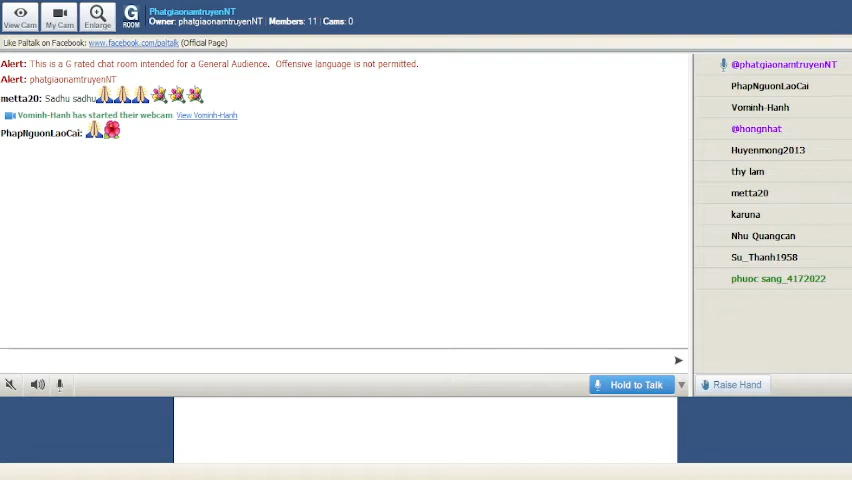 View Cam
My Cam
Enlarge
G
ROOM
PhatgiaonamtruyenNT
Owner: phatgiaonamtruyenNT | Members: 11 | Cams: 0
Like Paltalk on Facebook: www.facebook.com/paltalk (Official Page)
Alert: This is a G rated chat room intended for a General Audience. Offensive language is not permitted.
Alert: phatgiaonamtruyenNT
metta20: Sadhu sadhu
Vominh-Hanh has started their webcam View Vominh-Hanh
PhapNguonLaoCai:
@phatgiaonamtruyenNT
PhapNguonLaoCai
Vominh-Hanh
@hongnhat
Huyenmong2013
thy lam
metta20
karuna
Nhu Quangcan
Su_Thanh1958
phuoc sang_4172022
Hold to Talk
Raise Hand